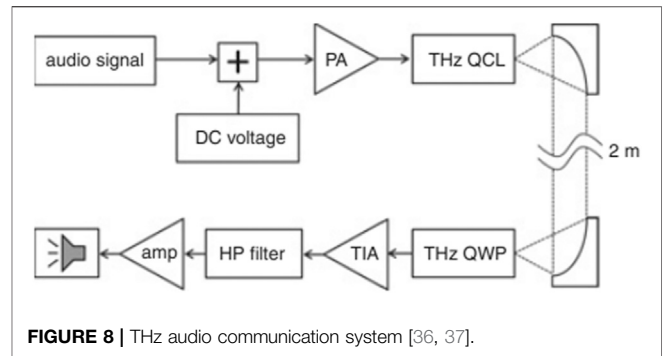 audio signal
+
PA
THz QCL
DC voltage
2 m
amp
HP filter
TIA
THz QWP
FIGURE 8 | THz audio communication system [36, 37].